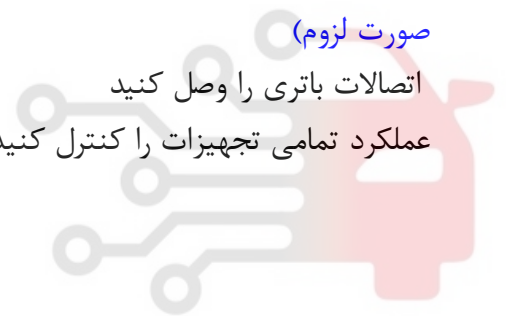 صورت لزوم)
اتصالات باتری را وصل کنید
عملکرد تمامی تجهیزات را کنترل کنید